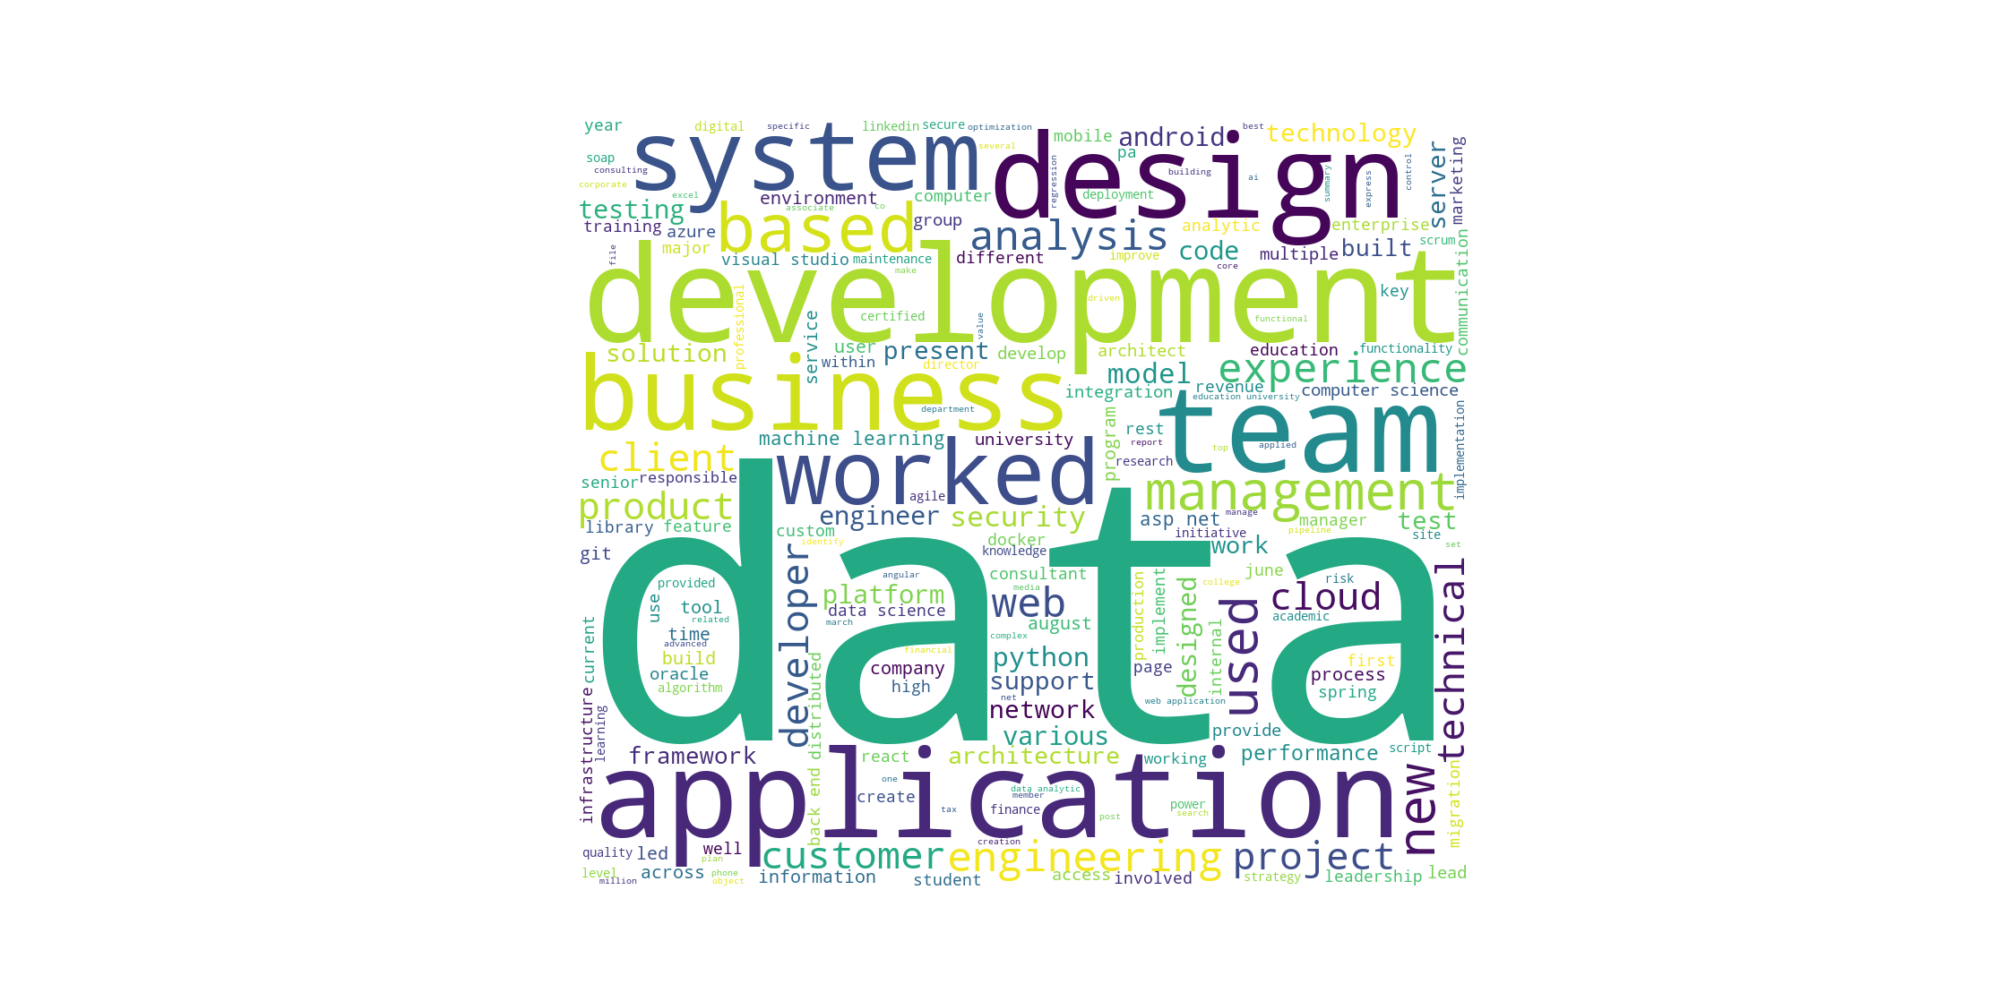 year
digital
specific
linkedin
secure
optimization
system
several
design
mobile
android
best
technology
soap
consulting
corporate
excel
pa
building
ai
regression
summary
express
control
server
marketing
testing
environment
associate
co
computer
deployment
training
azure
based
group
analysis
analytic
enterprise
major
visual studio
maintenance
make
different
improve
code
core
multiple
built
scrum
file
communication
development
driven
key
professional
certified
value
functional
service
solution
user
within
present
director
develop
architect
education
functionality
business
department
model
experience
integration
revenue
education university
computer science
team
client
machine learning
university
program
rest
report
research
top
applied
implementation
senior
responsible
worked
agile
management
product
engineer
security
asp net
manage
initiative
manager
pipeline
test
site
set
library
feature
custom
identify
docker
knowledge
git
work
data
provided
use
tool
related
time
advanced
build
oracle
algorithm
developer
angular
platform
data science
march
consultant
media
web
august
complex
financial
company
high
python
support
net
network
various
production
implement
page
web application
designed
internal
college
used
june
risk
cloud
academic
first
process
spring
technical
current
infrastructure
learning
back end distributed
framework
react
architecture
working
provide
performance
script
application
create
one
tax
data analytic
member
finance
power
search
post
new
migration
quality
led
well
plan
customer
creation
engineering
project
level
million
across
phone
object
information
student
access
involved
strategy
leadership
lead